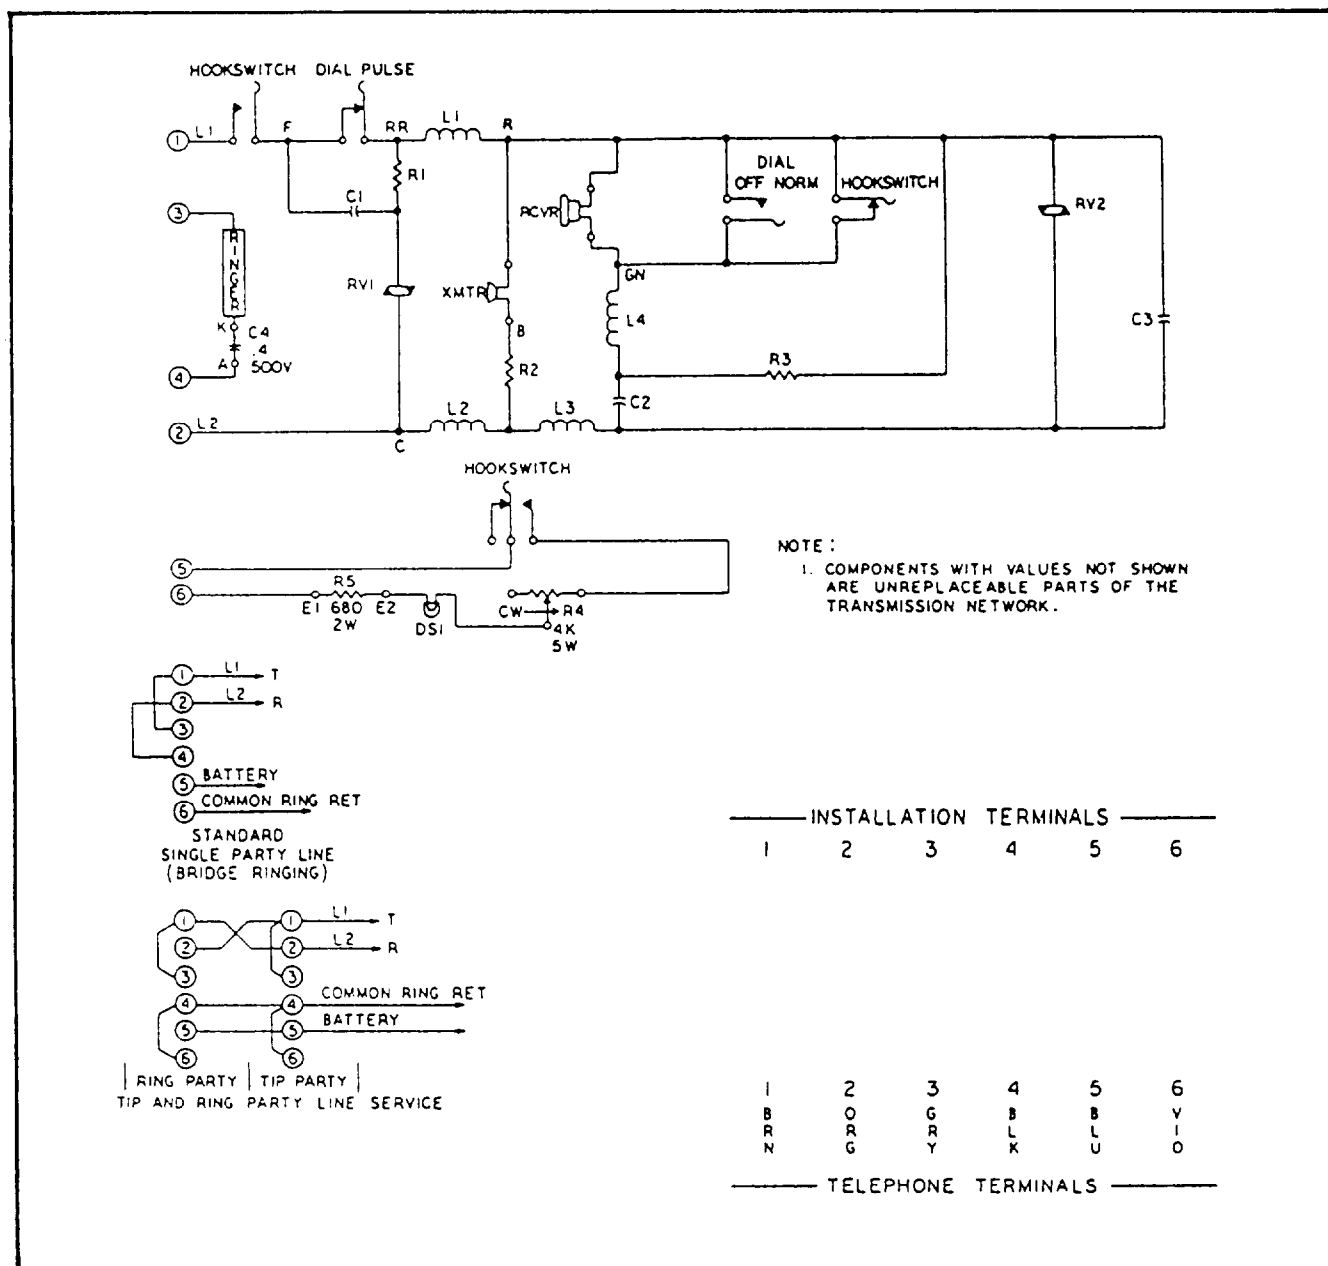 HOOKSWITCH DIAL PULSE
① L1 F RR L1 R
R1
C1
DIAL
OFF NORM HOOKSWITCH
③ RCVR RV2
RINGER
GN
RV1 XMTR
L4 C3
K C4
B
.4
A 500V
R2 R3
④
C2
② L2 L2 L3
C
HOOKSWITCH
⑤
⑥ R5
E1 680 E2 CW R4
2W DS1 4K
5W
NOTE:
1. COMPONENTS WITH VALUES NOT SHOWN
ARE UNREPLACEABLE PARTS OF THE
TRANSMISSION NETWORK.
① L1 T
② L2 R
③
④
⑤ BATTERY
⑥ COMMON RING RET
STANDARD
SINGLE PARTY LINE
(BRIDGE RINGING)
① ① L1 T
② ② L2 R
③ ③
④ ④ COMMON RING RET
⑤ ⑤ BATTERY
⑥ ⑥
RING PARTY TIP PARTY
TIP AND RING PARTY LINE SERVICE
INSTALLATION TERMINALS
1 2 3 4 5 6
1 2 3 4 5 6
BRN ORG GRY BLK BLU VIO
TELEPHONE TERMINALS